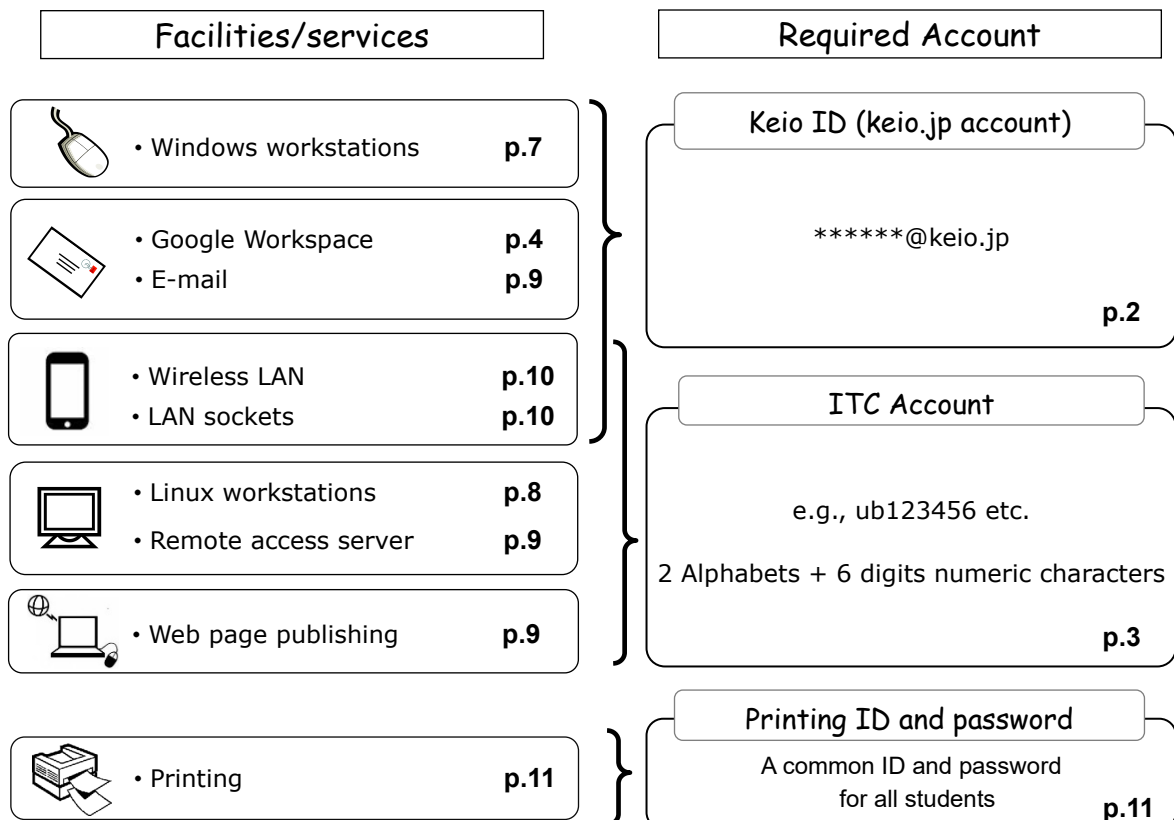 Facilities/services
Required Account
・Windows workstations p.7
・Google Workspace p.4
・E-mail p.9
・Wireless LAN p.10
・LAN sockets p.10
・Linux workstations p.8
・Remote access server p.9
・Web page publishing p.9
・Printing p.11
Keio ID (keio.jp account)
******@keio.jp
p.2
ITC Account
e.g., ub123456 etc.
2 Alphabets + 6 digits numeric characters
p.3
Printing ID and password
A common ID and password
for all students
p.11